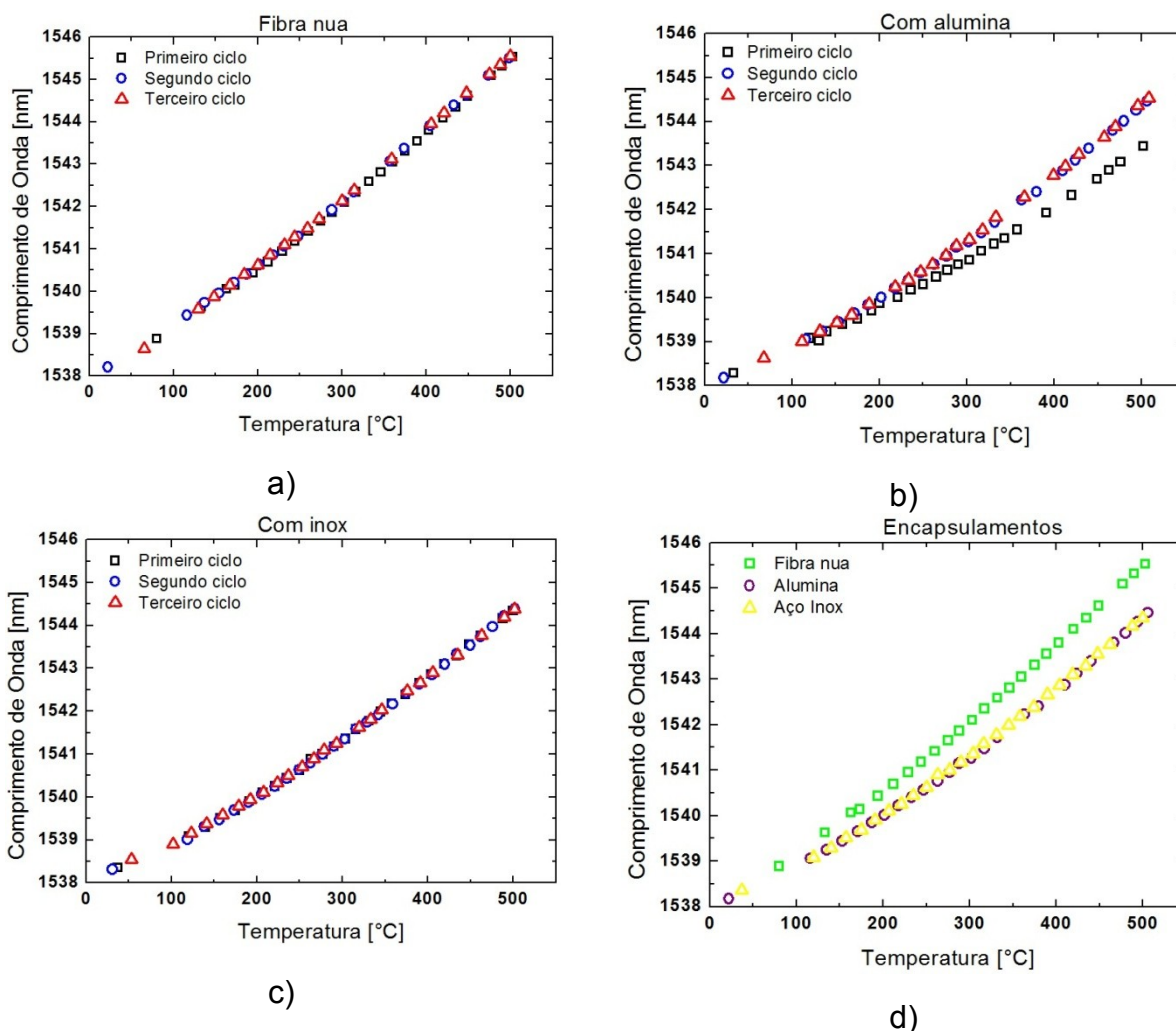 Fibra nua
1546
1545
1544
1543
1542
1541
1540
1539
1538
Comprimento de Onda [nm]
Primeiro ciclo
Segundo ciclo
Terceiro ciclo
0 100 200 300 400 500
Temperatura [°C]
a)
Com alumina
1546
1545
1544
1543
1542
1541
1540
1539
1538
Comprimento de Onda [nm]
Primeiro ciclo
Segundo ciclo
Terceiro ciclo
0 100 200 300 400 500
Temperatura [°C]
b)
Com inox
1546
1545
1544
1543
1542
1541
1540
1539
1538
Comprimento de Onda [nm]
Primeiro ciclo
Segundo ciclo
Terceiro ciclo
0 100 200 300 400 500
Temperatura [°C]
c)
Encapsulamentos
1546
1545
1544
1543
1542
1541
1540
1539
1538
Comprimento de Onda [nm]
Fibra nua
Alumina
Aço Inox
0 100 200 300 400 500
Temperatura [°C]
d)